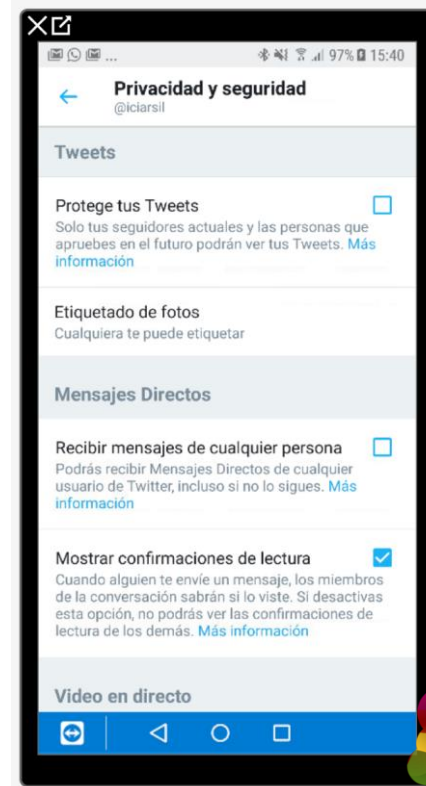 ... 97% 15:40
Privacidad y seguridad
@iciarsil
Tweets
Protege tus Tweets
Solo tus seguidores actuales y las personas que
apruebes en el futuro podrán ver tus Tweets. Más
información
Etiquetado de fotos
Cualquiera te puede etiquetar
Mensajes Directos
Recibir mensajes de cualquier persona
Podrás recibir Mensajes Directos de cualquier
usuario de Twitter, incluso si no lo sigues. Más
información
Mostrar confirmaciones de lectura
Cuando alguien te envíe un mensaje, los miembros
de la conversación sabrán si lo viste. Si desactivas
esta opción, no podrás ver las confirmaciones de
lectura de los demás. Más información
Video en directo